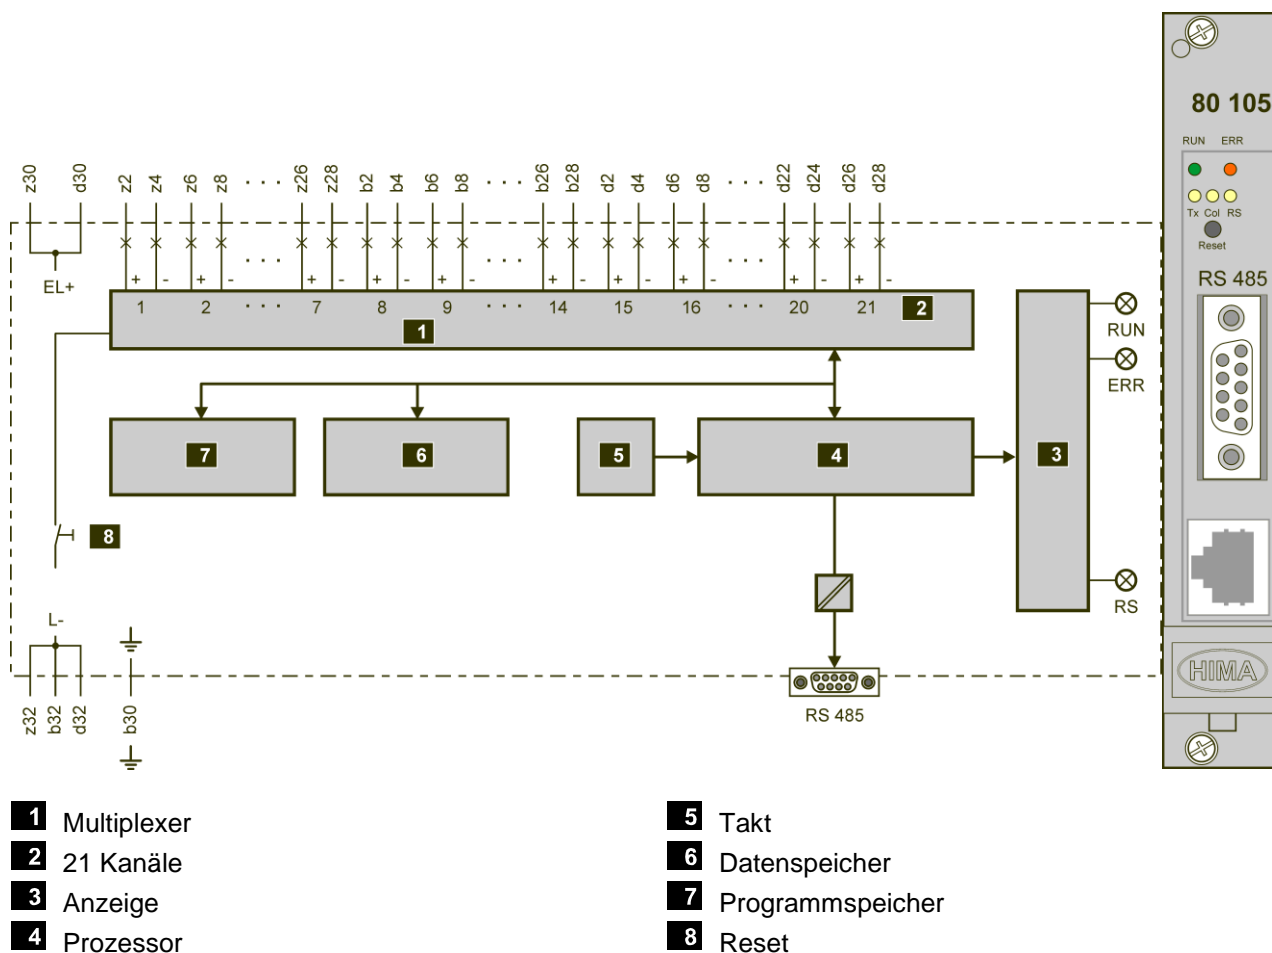 80 105
RUN ERR
z30 d30 z2 z4 z6 z8 · · · z26 z28 b2 b4 b6 b8 · · · b26 b28 d2 d4 d6 d8 · · · d22 d24 d26 d28
Tx Col RS
Reset
· · · · · · · · ·
EL+
+ - + - + - + - + - + - + - + - + - + -
RS 485
1 2 · · · 7 8 9 · · · 14 15 16 · · · 20 21 2
1
RUN
ERR
7 6 5 4 3
8
RS
L-
HIMA
z32 b32 d32 b30
RS 485
1 Multiplexer
2 21 Kanäle
3 Anzeige
4 Prozessor
5 Takt
6 Datenspeicher
7 Programmspeicher
8 Reset